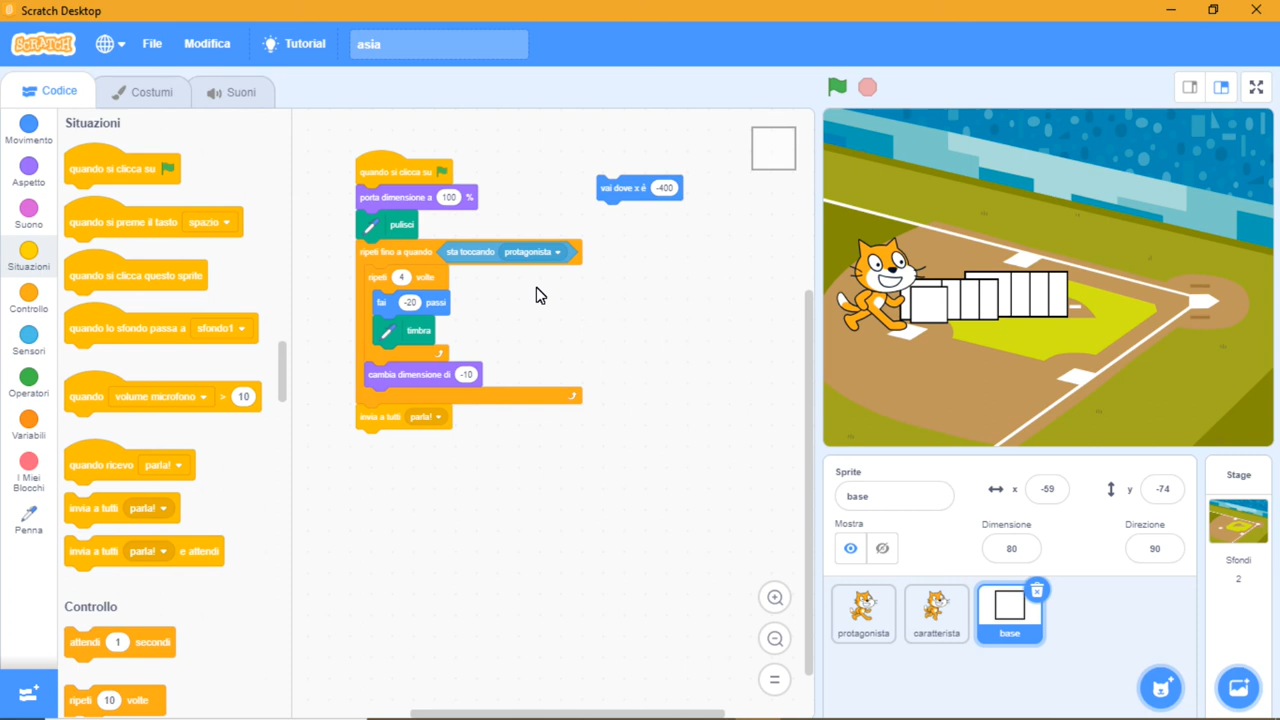 Scratch Desktop
SCRATCH File Modifica Tutorial asia
Codice Costumi Suoni
Movimento
Aspetto
Suono
Situazioni
Controllo
Sensori
Operatori
Variabili
I Miei
Blocchi
Penna
Situazioni
quando si clicca su
quando si preme il tasto spazio
quando si clicca questo sprite
quando lo sfondo passa a sfondo1
quando volume microfono > 10
quando ricevo parla!
invia a tutti parla!
invia a tutti parla! e attendi
Controllo
attendi 1 secondi
ripeti 10 volte
quando si clicca su
porta dimensione a 100 %
pulisci
ripeti fino a quando sta toccando protagonista
ripeti 4 volte
fai -20 passi
timbra
cambia dimensione di -10
invia a tutti parla!
vai dove x è -400
Sprite
base
x -59 y -74
Mostra Dimensione Direzione
80 90
protagonista caratterista base
Stage
Sfondi
2